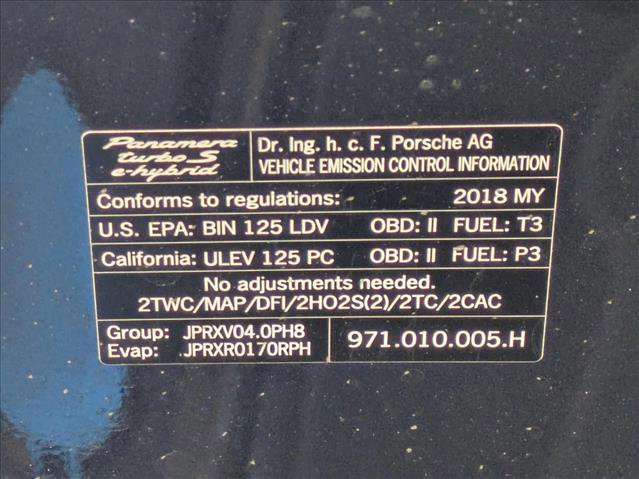 Panamera
turbo S
e-hybrid
Dr. Ing. h. c. F. Porsche AG
VEHICLE EMISSION CONTROL INFORMATION
Conforms to regulations: 2018 MY
U.S. EPA: BIN 125 LDV OBD: II FUEL: T3
California: ULEV 125 PC OBD: II FUEL: P3
No adjustments needed.
2TWC/MAP/DFI/2HO2S(2)/2TC/2CAC
Group: JPRXV04.0PH8
Evap: JPRXR0170RPH
971.010.005.H